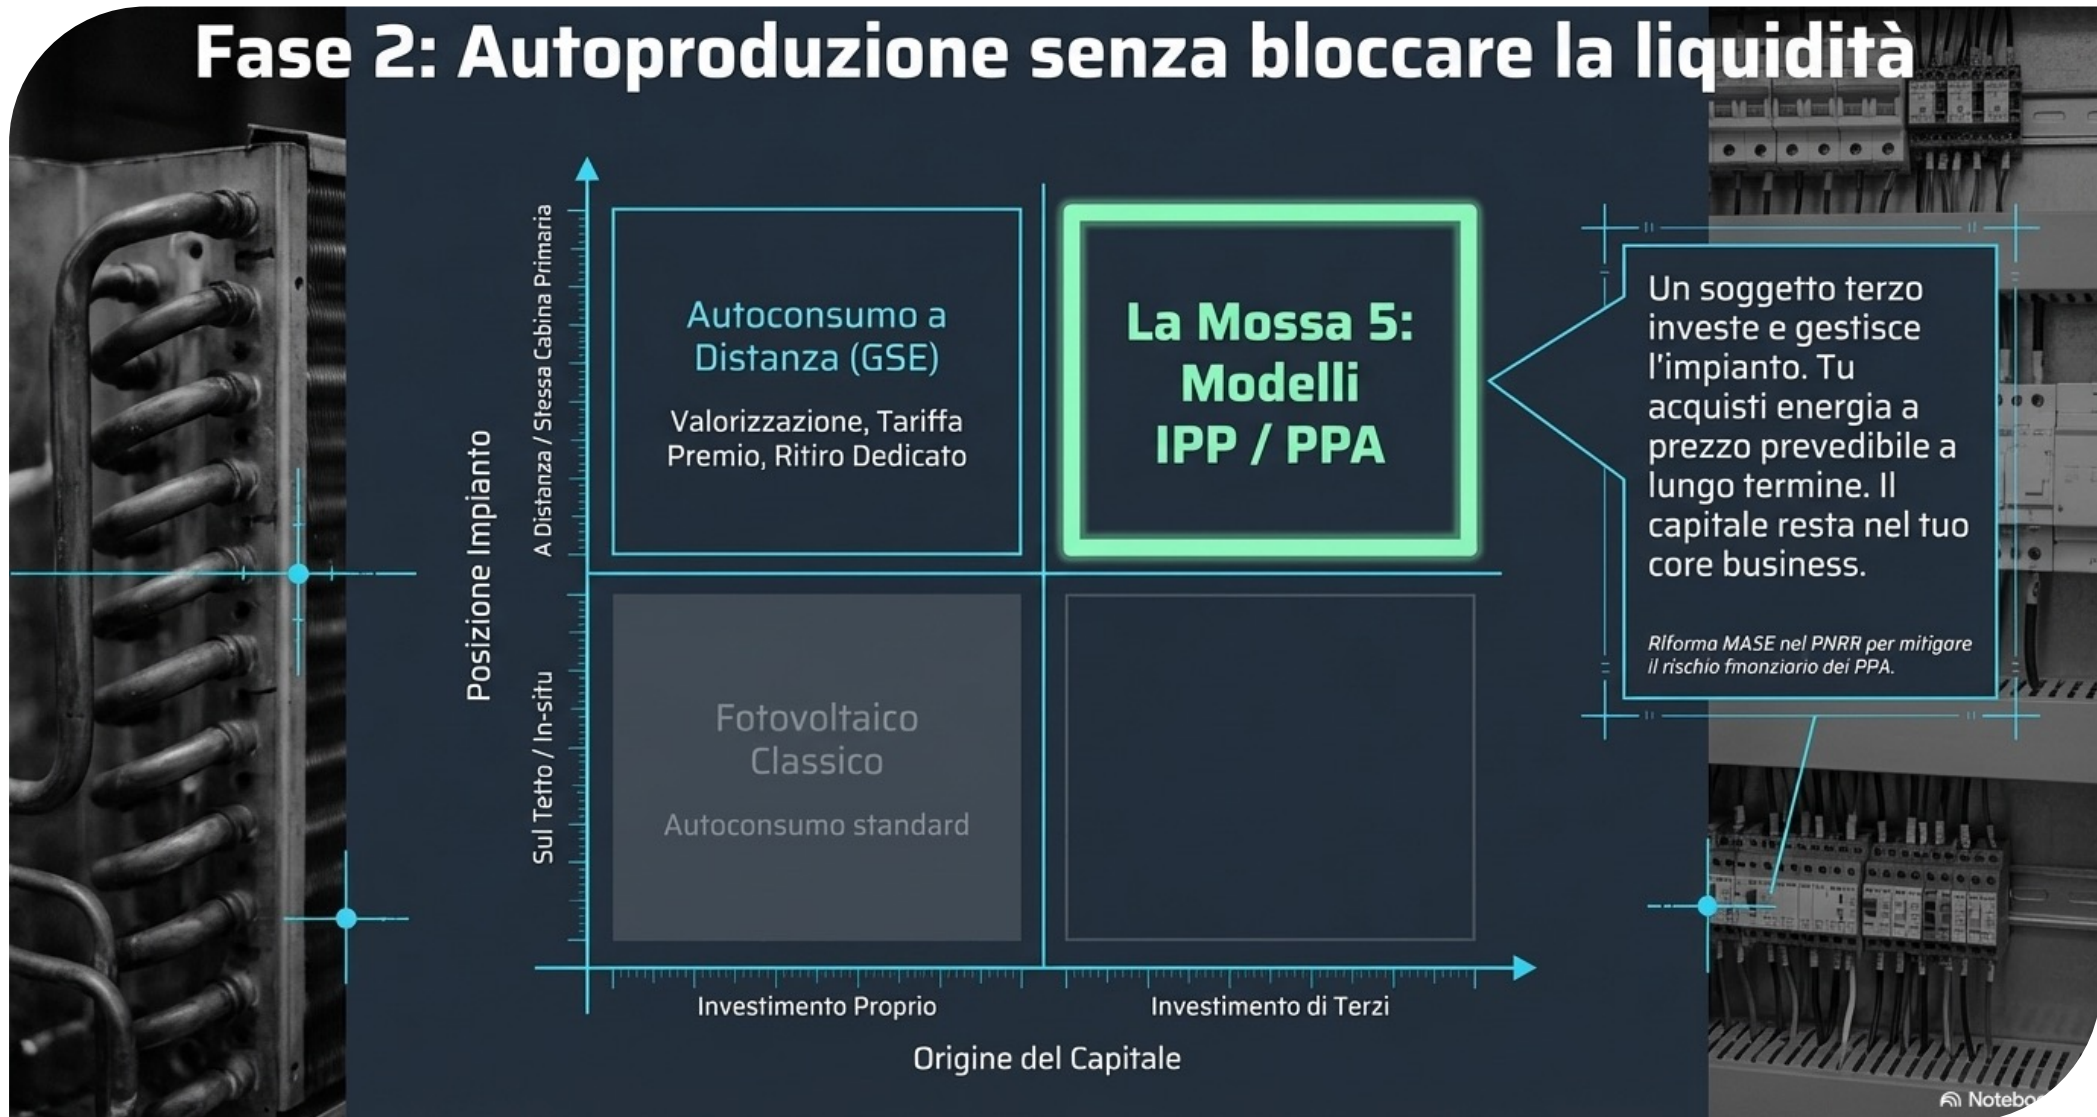 Fase 2: Autoproduzione senza bloccare la liquidità
Posizione Impianto
A Distanza / Stessa Cabina Primaria
Sul Tetto / In-situ
Autoconsumo a
Distanza (GSE)
Valorizzazione, Tariffa
Premio, Ritiro Dedicato
La Mossa 5:
Modelli
IPP / PPA
Un soggetto terzo
investe e gestisce
l'impianto. Tu
acquisti energia a
prezzo prevedibile a
lungo termine. Il
capitale resta nel tuo
core business.
RIforma MASE nel PNRR per mitigare
il rischio fmonziario dei PPA.
Fotovoltaico
Classico
Autoconsumo standard
Investimento Proprio
Investimento di Terzi
Origine del Capitale